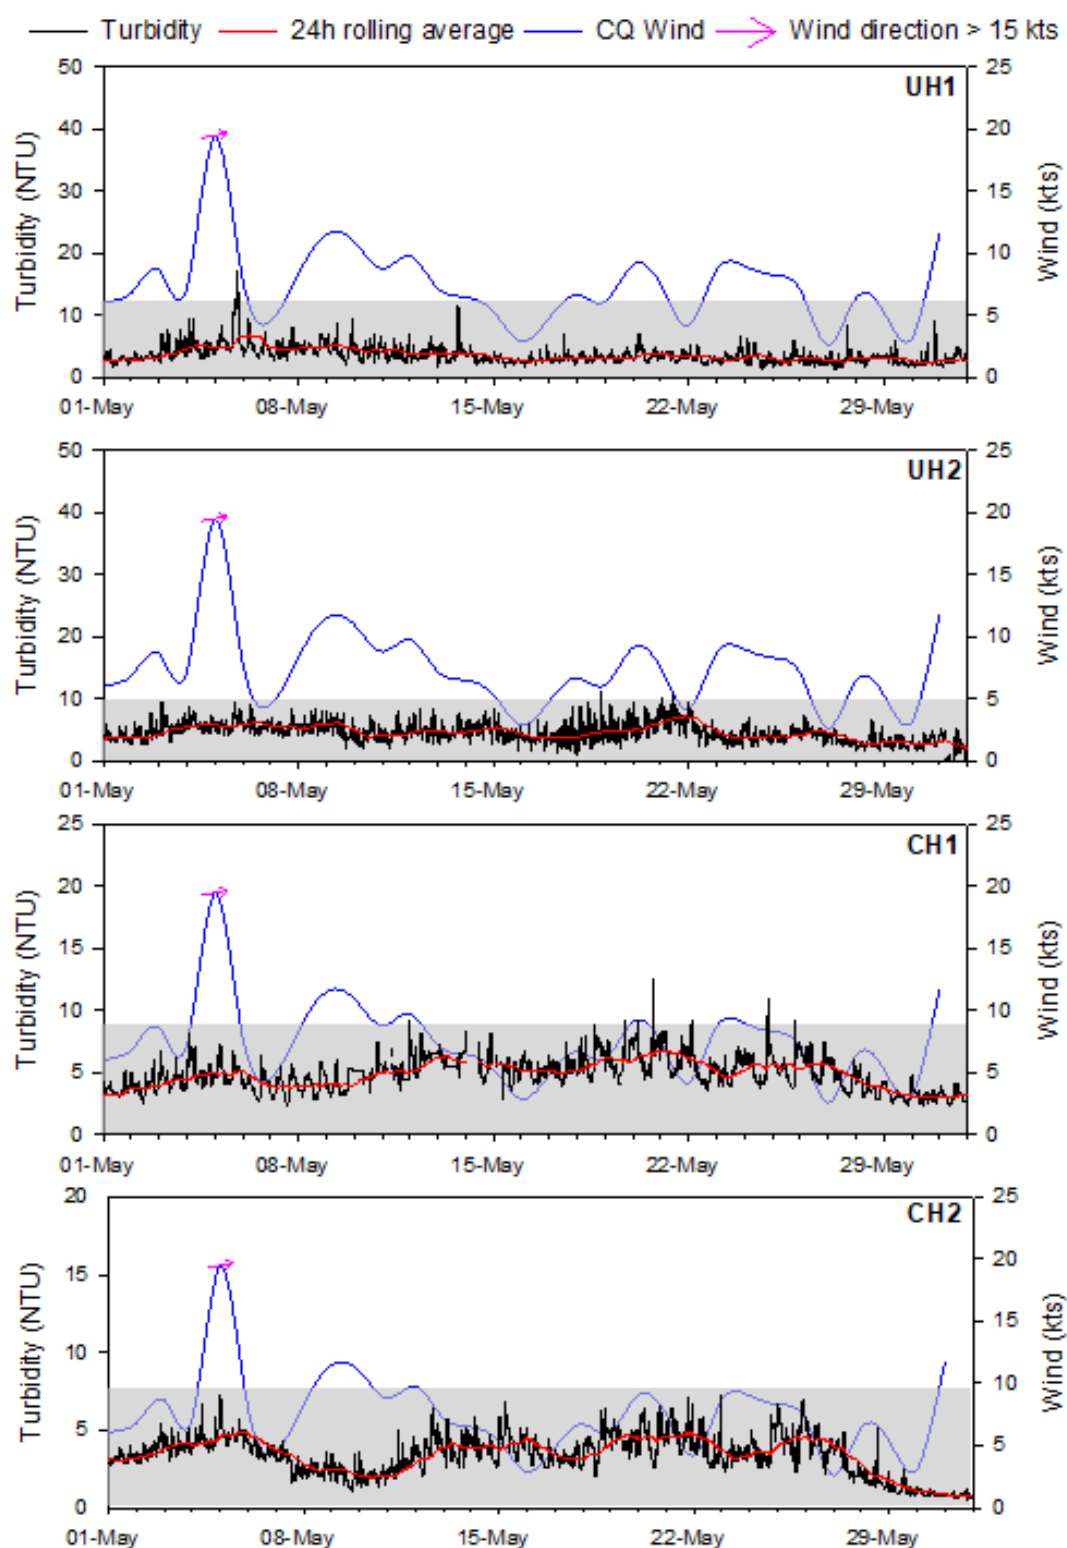 Turbidity 24h rolling average CQ Wind Wind direction > 15 kts
UH1
50 40 30 20 10 0
Turbidity (NTU)
25 20 15 10 5 0
Wind (kts)
01-May 08-May 15-May 22-May 29-May
UH2
50 40 30 20 10 0
Turbidity (NTU)
25 20 15 10 5 0
Wind (kts)
01-May 08-May 15-May 22-May 29-May
CH1
25 20 15 10 5 0
Turbidity (NTU)
25 20 15 10 5 0
Wind (kts)
01-May 08-May 15-May 22-May 29-May
CH2
20 15 10 5 0
Turbidity (NTU)
25 20 15 10 5 0
Wind (kts)
01-May 08-May 15-May 22-May 29-May